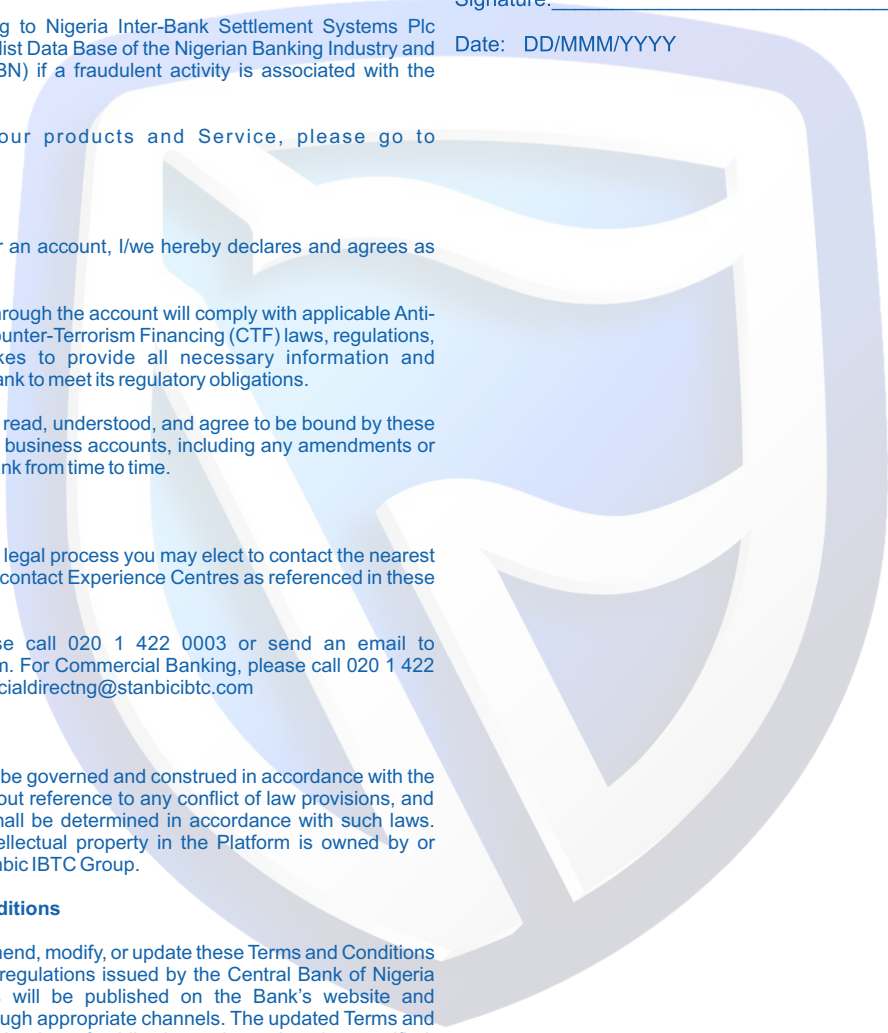 g to Nigeria Inter-Bank Settlement Systems Plc
list Data Base of the Nigerian Banking Industry and
BN) if a fraudulent activity is associated with the
our products and Service, please go to
r an account, I/we hereby declares and agrees as
hrough the account will comply with applicable Anti-
ounter-Terrorism Financing (CTF) laws, regulations,
kes to provide all necessary information and
ank to meet its regulatory obligations.
read, understood, and agree to be bound by these
business accounts, including any amendments or
nk from time to time.
legal process you may elect to contact the nearest
contact Experience Centres as referenced in these
se call 020 1 422 0003 or send an email to
m. For Commercial Banking, please call 020 1 422
cialdirectng@stanbicibtc.com
be governed and construed in accordance with the
out reference to any conflict of law provisions, and
hall be determined in accordance with such laws.
ellectual property in the Platform is owned by or
nbic IBTC Group.
ditions
nend, modify, or update these Terms and Conditions
regulations issued by the Central Bank of Nigeria
will be published on the Bank's website and
ugh appropriate channels. The updated Terms and
Signature:
Date: DD/MMM/YYYY